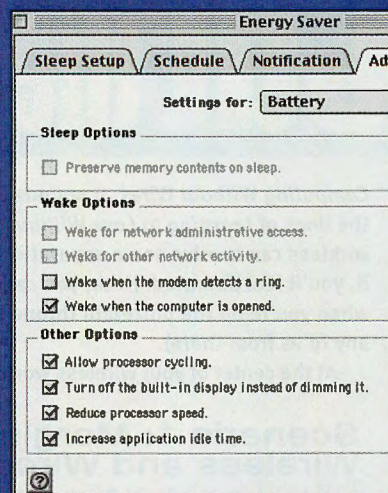 Energy Saver
Sleep Setup Schedule Notification Ad
Settings for: Battery
Sleep Options
Preserve memory contents on sleep.
Wake Options
Wake for network administrative access.
Wake for other network activity.
Wake when the modem detects a ring.
Wake when the computer is opened.
Other Options
Allow processor cycling.
Turn off the built-in display instead of dimming it.
Reduce processor speed.
Increase application idle time.
?